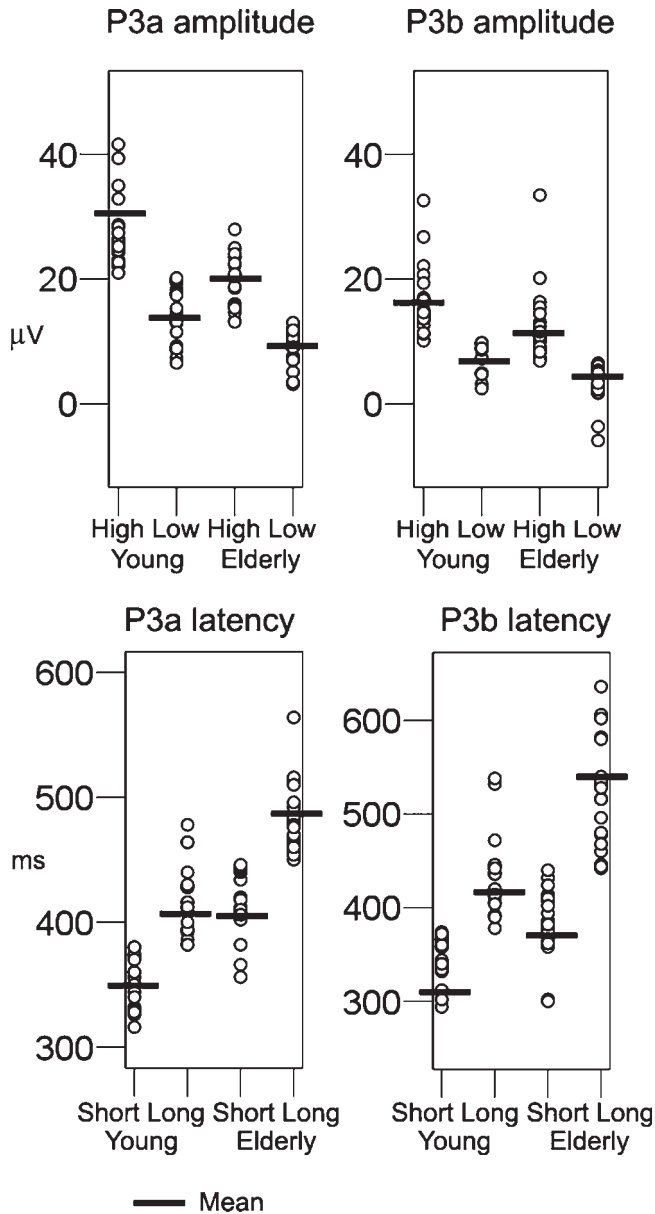 P3a amplitude
P3b amplitude
40
20
0
μV
40
20
0
High Low High Low
Young Elderly
High Low High Low
Young Elderly
P3a latency
P3b latency
600
500
400
300
ms
600
500
400
300
Short Long Short Long
Young Elderly
Short Long Short Long
Young Elderly
Mean